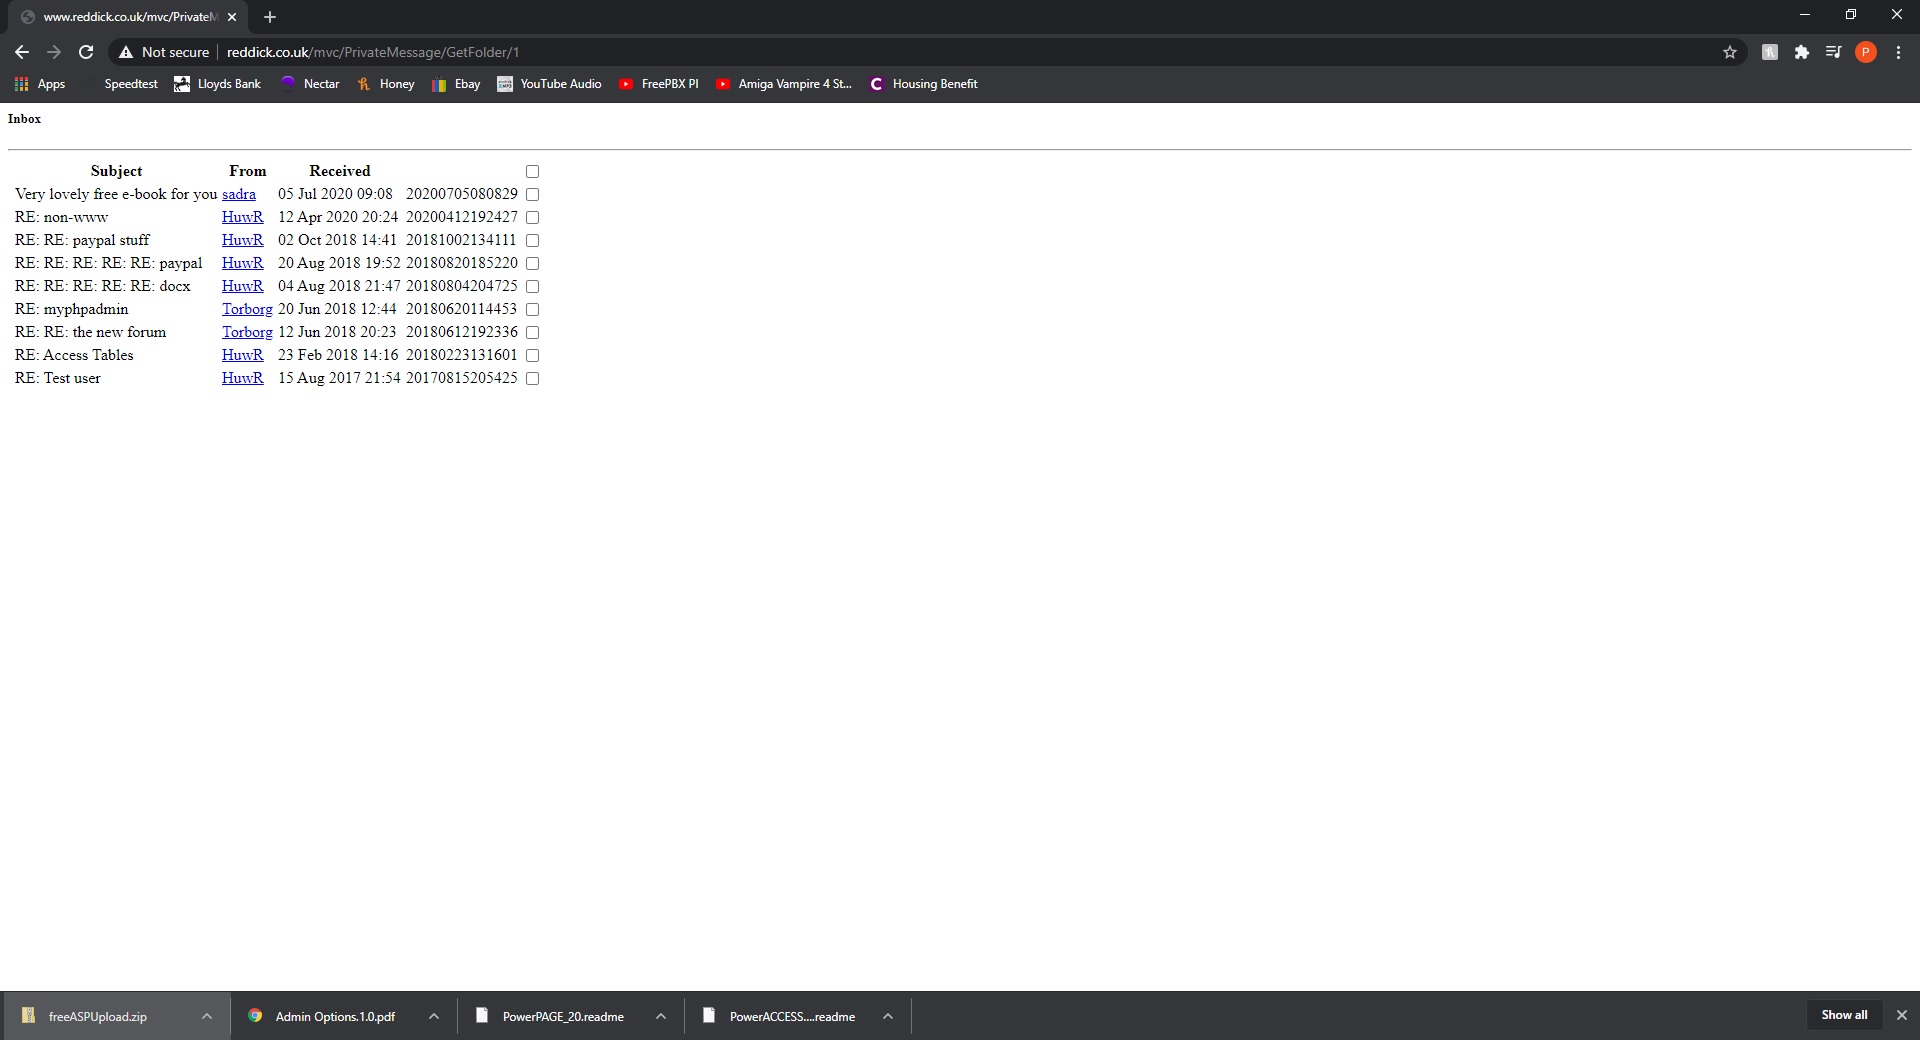 www.reddick.co.uk/mvc/PrivateM
Not secure reddick.co.uk/mvc/PrivateMessage/GetFolder/1
P
Apps Speedtest Lloyds Bank Nectar Honey Ebay YouTube Audio FreePBX PI Amiga Vampire 4 St... Housing Benefit
Inbox
Subject From Received
Very lovely free e-book for you sadra 05 Jul 2020 09:08 20200705080829
RE: non-www HuwR 12 Apr 2020 20:24 20200412192427
RE: RE: paypal stuff HuwR 02 Oct 2018 14:41 20181002134111
RE: RE: RE: RE: RE: paypal HuwR 20 Aug 2018 19:52 20180820185220
RE: RE: RE: RE: RE: docx HuwR 04 Aug 2018 21:47 20180804204725
RE: myphpadmin Torborg 20 Jun 2018 12:44 20180620114453
RE: RE: the new forum Torborg 12 Jun 2018 20:23 20180612192336
RE: Access Tables HuwR 23 Feb 2018 14:16 20180223131601
RE: Test user HuwR 15 Aug 2017 21:54 20170815205425
freeASPUpload.zip Admin Options.1.0.pdf PowerPAGE_20.readme PowerACCESS....readme Show all